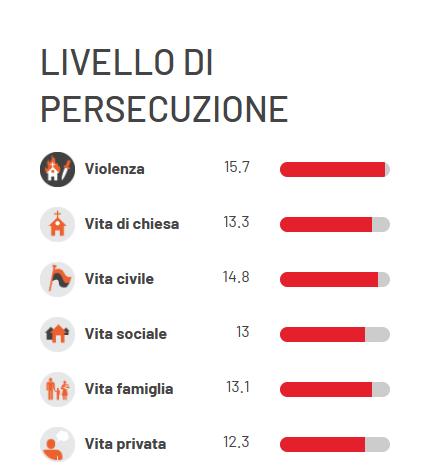 LIVELLO DI
PERSECUZIONE
Violenza 15.7
Vita di chiesa 13.3
Vita civile 14.8
Vita sociale 13
Vita famiglia 13.1
Vita privata 12.3